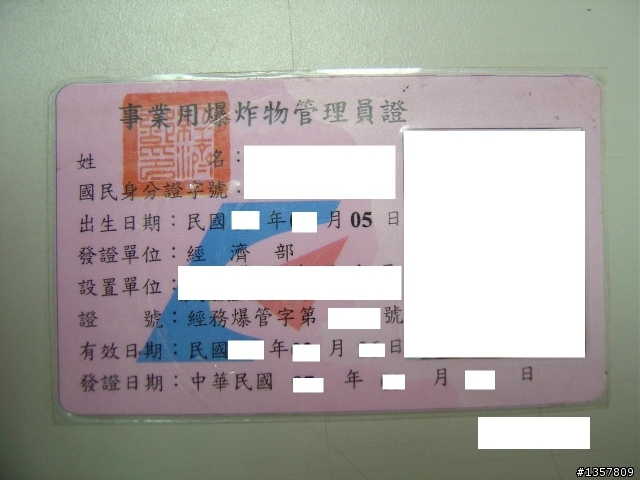 事業用爆炸物管理員證
姓 名：
國民身分證字號：
出生日期：民國 年 月 05 日
發證單位：經 濟 部
設置單位：
證 號：經務爆管字第 號
有效日期：民國 年 月 日
發證日期：中華民國 年 月 日
#1357809